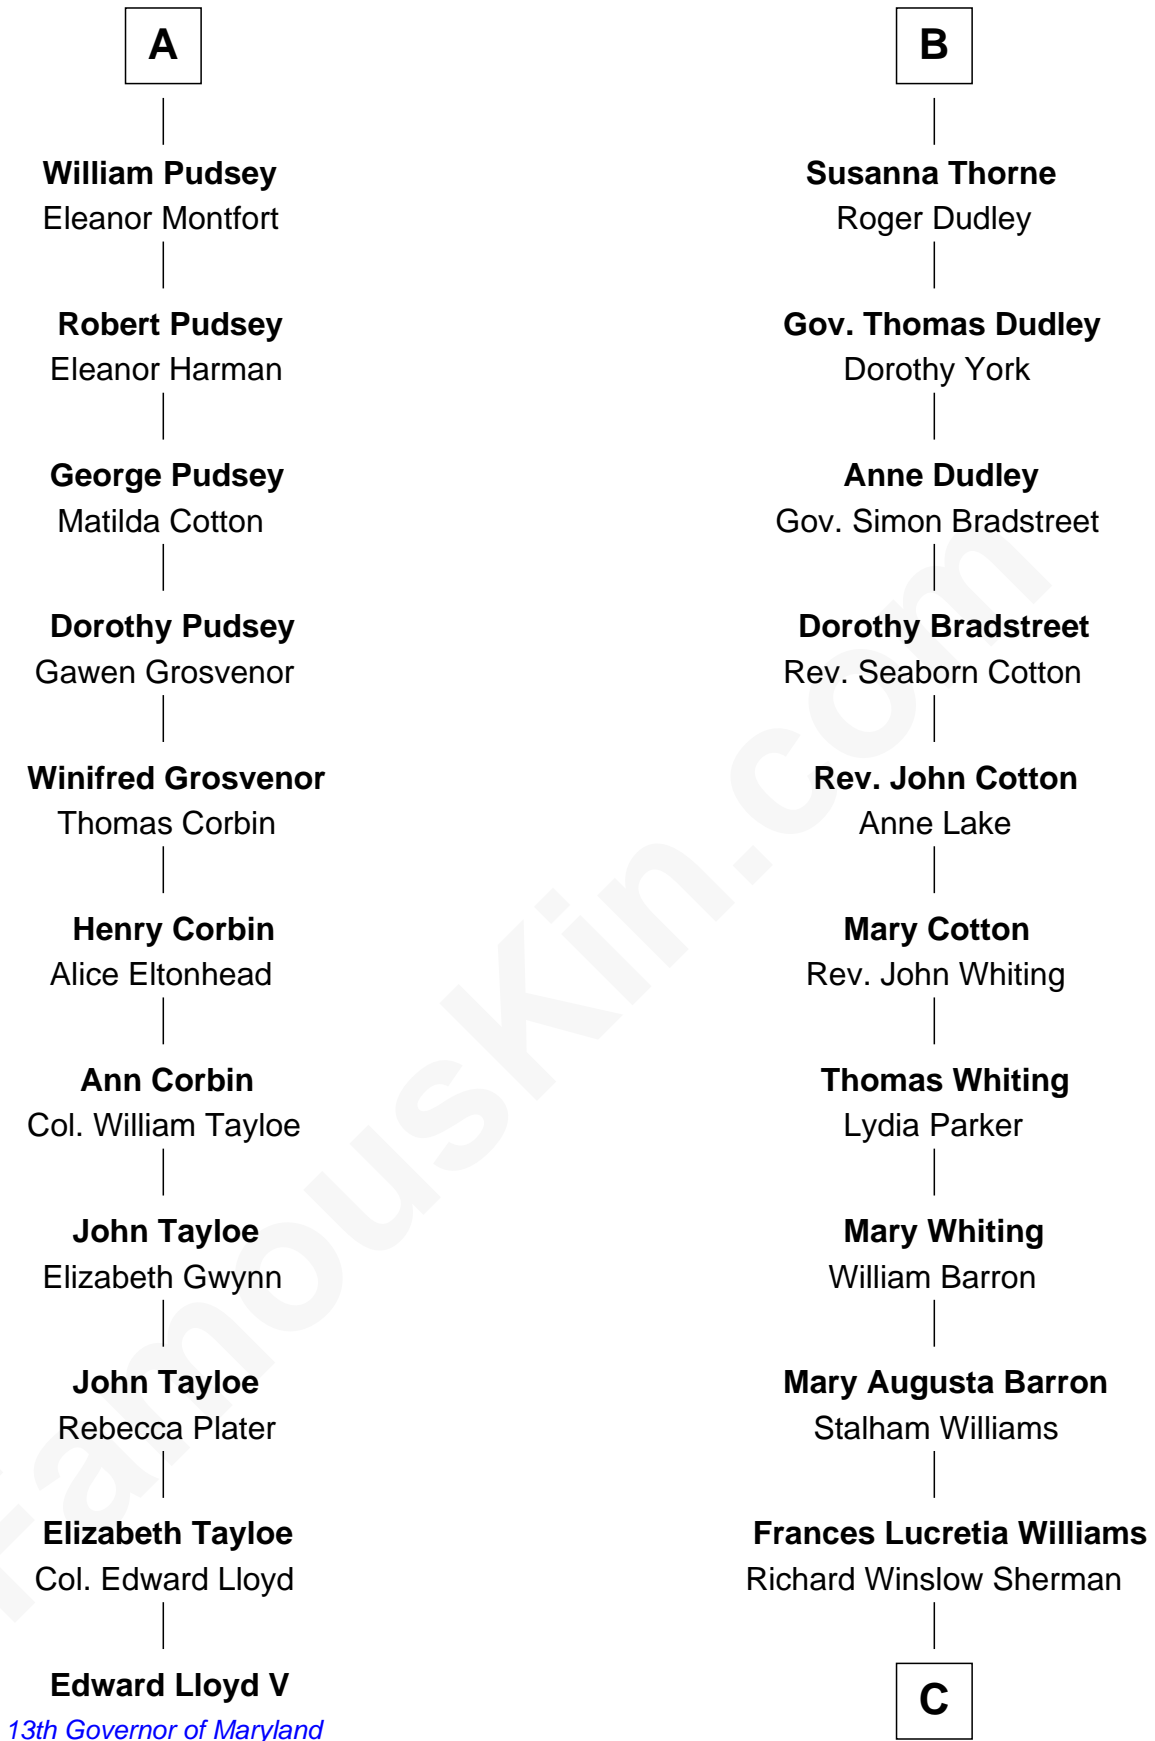 A
William Pudsey
Eleanor Montfort
Robert Pudsey
Eleanor Harman
George Pudsey
Matilda Cotton
Dorothy Pudsey
Gawen Grosvenor
Winifred Grosvenor
Thomas Corbin
Henry Corbin
Alice Eltonhead
Ann Corbin
Col. William Tayloe
John Tayloe
Elizabeth Gwynn
John Tayloe
Rebecca Plater
Elizabeth Tayloe
Col. Edward Lloyd
Edward Lloyd V
13th Governor of Maryland
B
Susanna Thorne
Roger Dudley
Gov. Thomas Dudley
Dorothy York
Anne Dudley
Gov. Simon Bradstreet
Dorothy Bradstreet
Rev. Seaborn Cotton
Rev. John Cotton
Anne Lake
Mary Cotton
Rev. John Whiting
Thomas Whiting
Lydia Parker
Mary Whiting
William Barron
Mary Augusta Barron
Stalham Williams
Frances Lucretia Williams
Richard Winslow Sherman
C
FamousKin.com